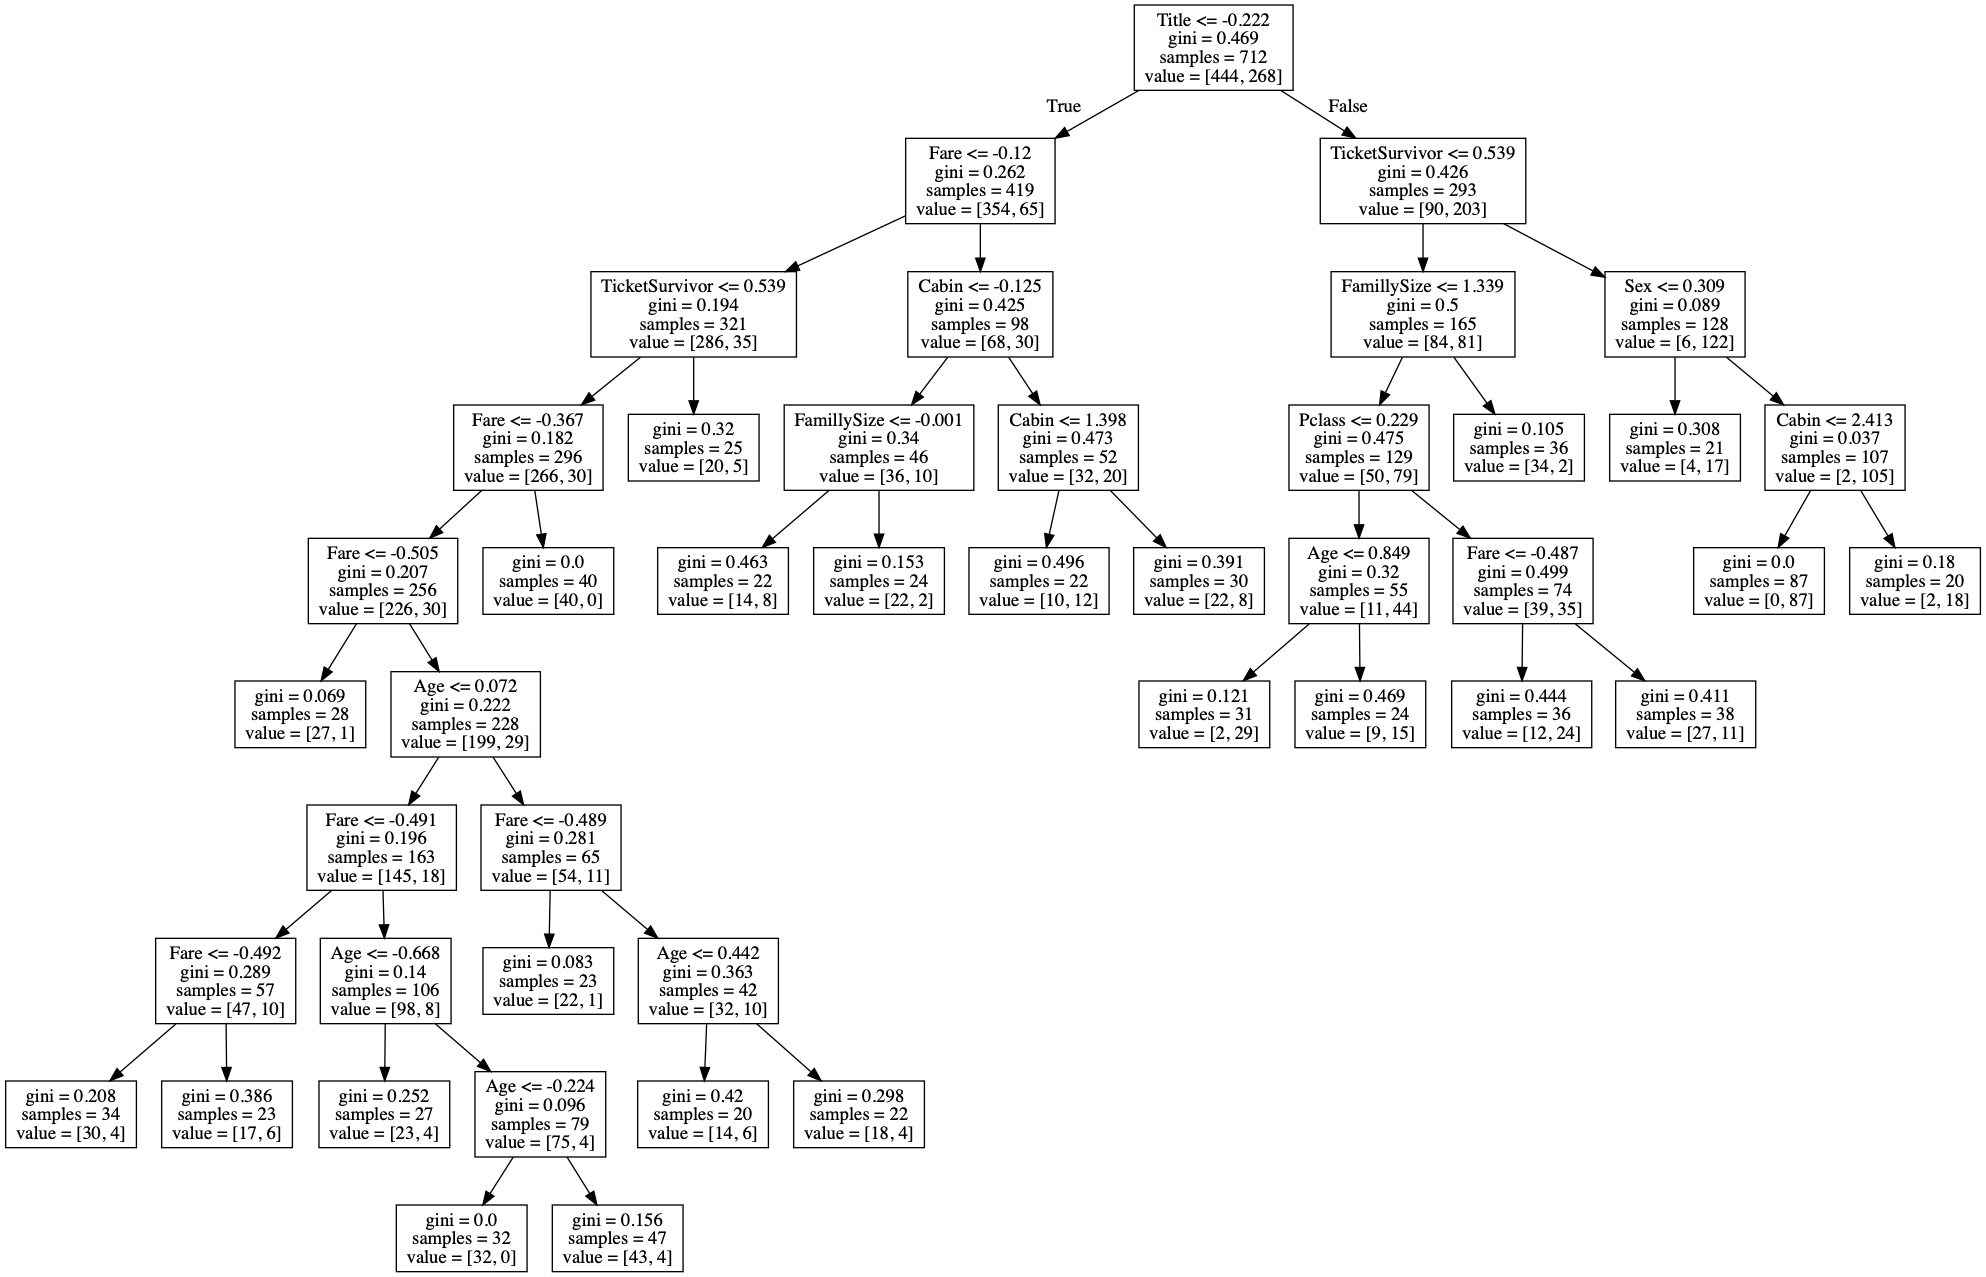 Title <= -0.222
gini = 0.469
samples = 712
value = [444, 268]
True
False
Fare <= -0.12
gini = 0.262
samples = 419
value = [354, 65]
TicketSurvivor <= 0.539
gini = 0.426
samples = 293
value = [90, 203]
TicketSurvivor <= 0.539
gini = 0.194
samples = 321
value = [286, 35]
Cabin <= -0.125
gini = 0.425
samples = 98
value = [68, 30]
FamillySize <= 1.339
gini = 0.5
samples = 165
value = [84, 81]
Sex <= 0.309
gini = 0.089
samples = 128
value = [6, 122]
Fare <= -0.367
gini = 0.182
samples = 296
value = [266, 30]
gini = 0.32
samples = 25
value = [20, 5]
FamillySize <= -0.001
gini = 0.34
samples = 46
value = [36, 10]
Cabin <= 1.398
gini = 0.473
samples = 52
value = [32, 20]
Pclass <= 0.229
gini = 0.475
samples = 129
value = [50, 79]
gini = 0.105
samples = 36
value = [34, 2]
gini = 0.308
samples = 21
value = [4, 17]
Cabin <= 2.413
gini = 0.037
samples = 107
value = [2, 105]
Fare <= -0.505
gini = 0.207
samples = 256
value = [226, 30]
gini = 0.0
samples = 40
value = [40, 0]
gini = 0.463
samples = 22
value = [14, 8]
gini = 0.153
samples = 24
value = [22, 2]
gini = 0.496
samples = 22
value = [10, 12]
gini = 0.391
samples = 30
value = [22, 8]
Age <= 0.849
gini = 0.32
samples = 55
value = [11, 44]
Fare <= -0.487
gini = 0.499
samples = 74
value = [39, 35]
gini = 0.0
samples = 87
value = [0, 87]
gini = 0.18
samples = 20
value = [2, 18]
gini = 0.069
samples = 28
value = [27, 1]
Age <= 0.072
gini = 0.222
samples = 228
value = [199, 29]
gini = 0.121
samples = 31
value = [2, 29]
gini = 0.469
samples = 24
value = [9, 15]
gini = 0.444
samples = 36
value = [12, 24]
gini = 0.411
samples = 38
value = [27, 11]
Fare <= -0.491
gini = 0.196
samples = 163
value = [145, 18]
Fare <= -0.489
gini = 0.281
samples = 65
value = [54, 11]
Fare <= -0.492
gini = 0.289
samples = 57
value = [47, 10]
Age <= -0.668
gini = 0.14
samples = 106
value = [98, 8]
gini = 0.083
samples = 23
value = [22, 1]
Age <= 0.442
gini = 0.363
samples = 42
value = [32, 10]
gini = 0.208
samples = 34
value = [30, 4]
gini = 0.386
samples = 23
value = [17, 6]
gini = 0.252
samples = 27
value = [23, 4]
Age <= -0.224
gini = 0.096
samples = 79
value = [75, 4]
gini = 0.42
samples = 20
value = [14, 6]
gini = 0.298
samples = 22
value = [18, 4]
gini = 0.0
samples = 32
value = [32, 0]
gini = 0.156
samples = 47
value = [43, 4]